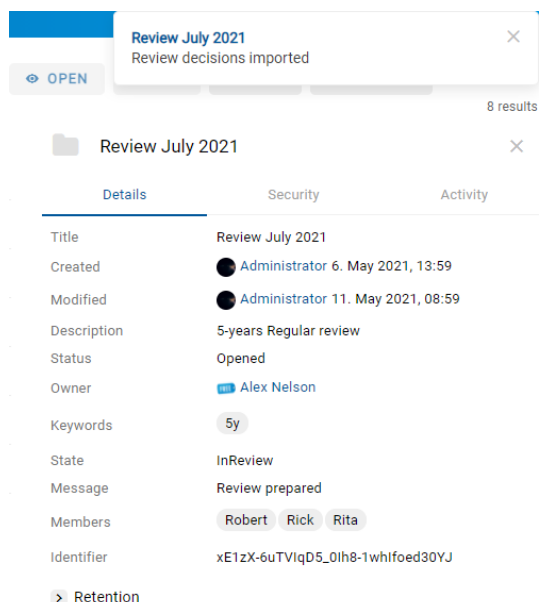 Review July 2021
Review decisions imported
OPEN
8 results
Review July 2021
Details Security Activity
Title Review July 2021
Created Administrator 6. May 2021, 13:59
Modified Administrator 11. May 2021, 08:59
Description 5-years Regular review
Status Opened
Owner Alex Nelson
Keywords 5y
State InReview
Message Review prepared
Members Robert Rick Rita
Identifier xE1zX-6uTVIqD5_0Ih8-1whIfoed30YJ
Retention